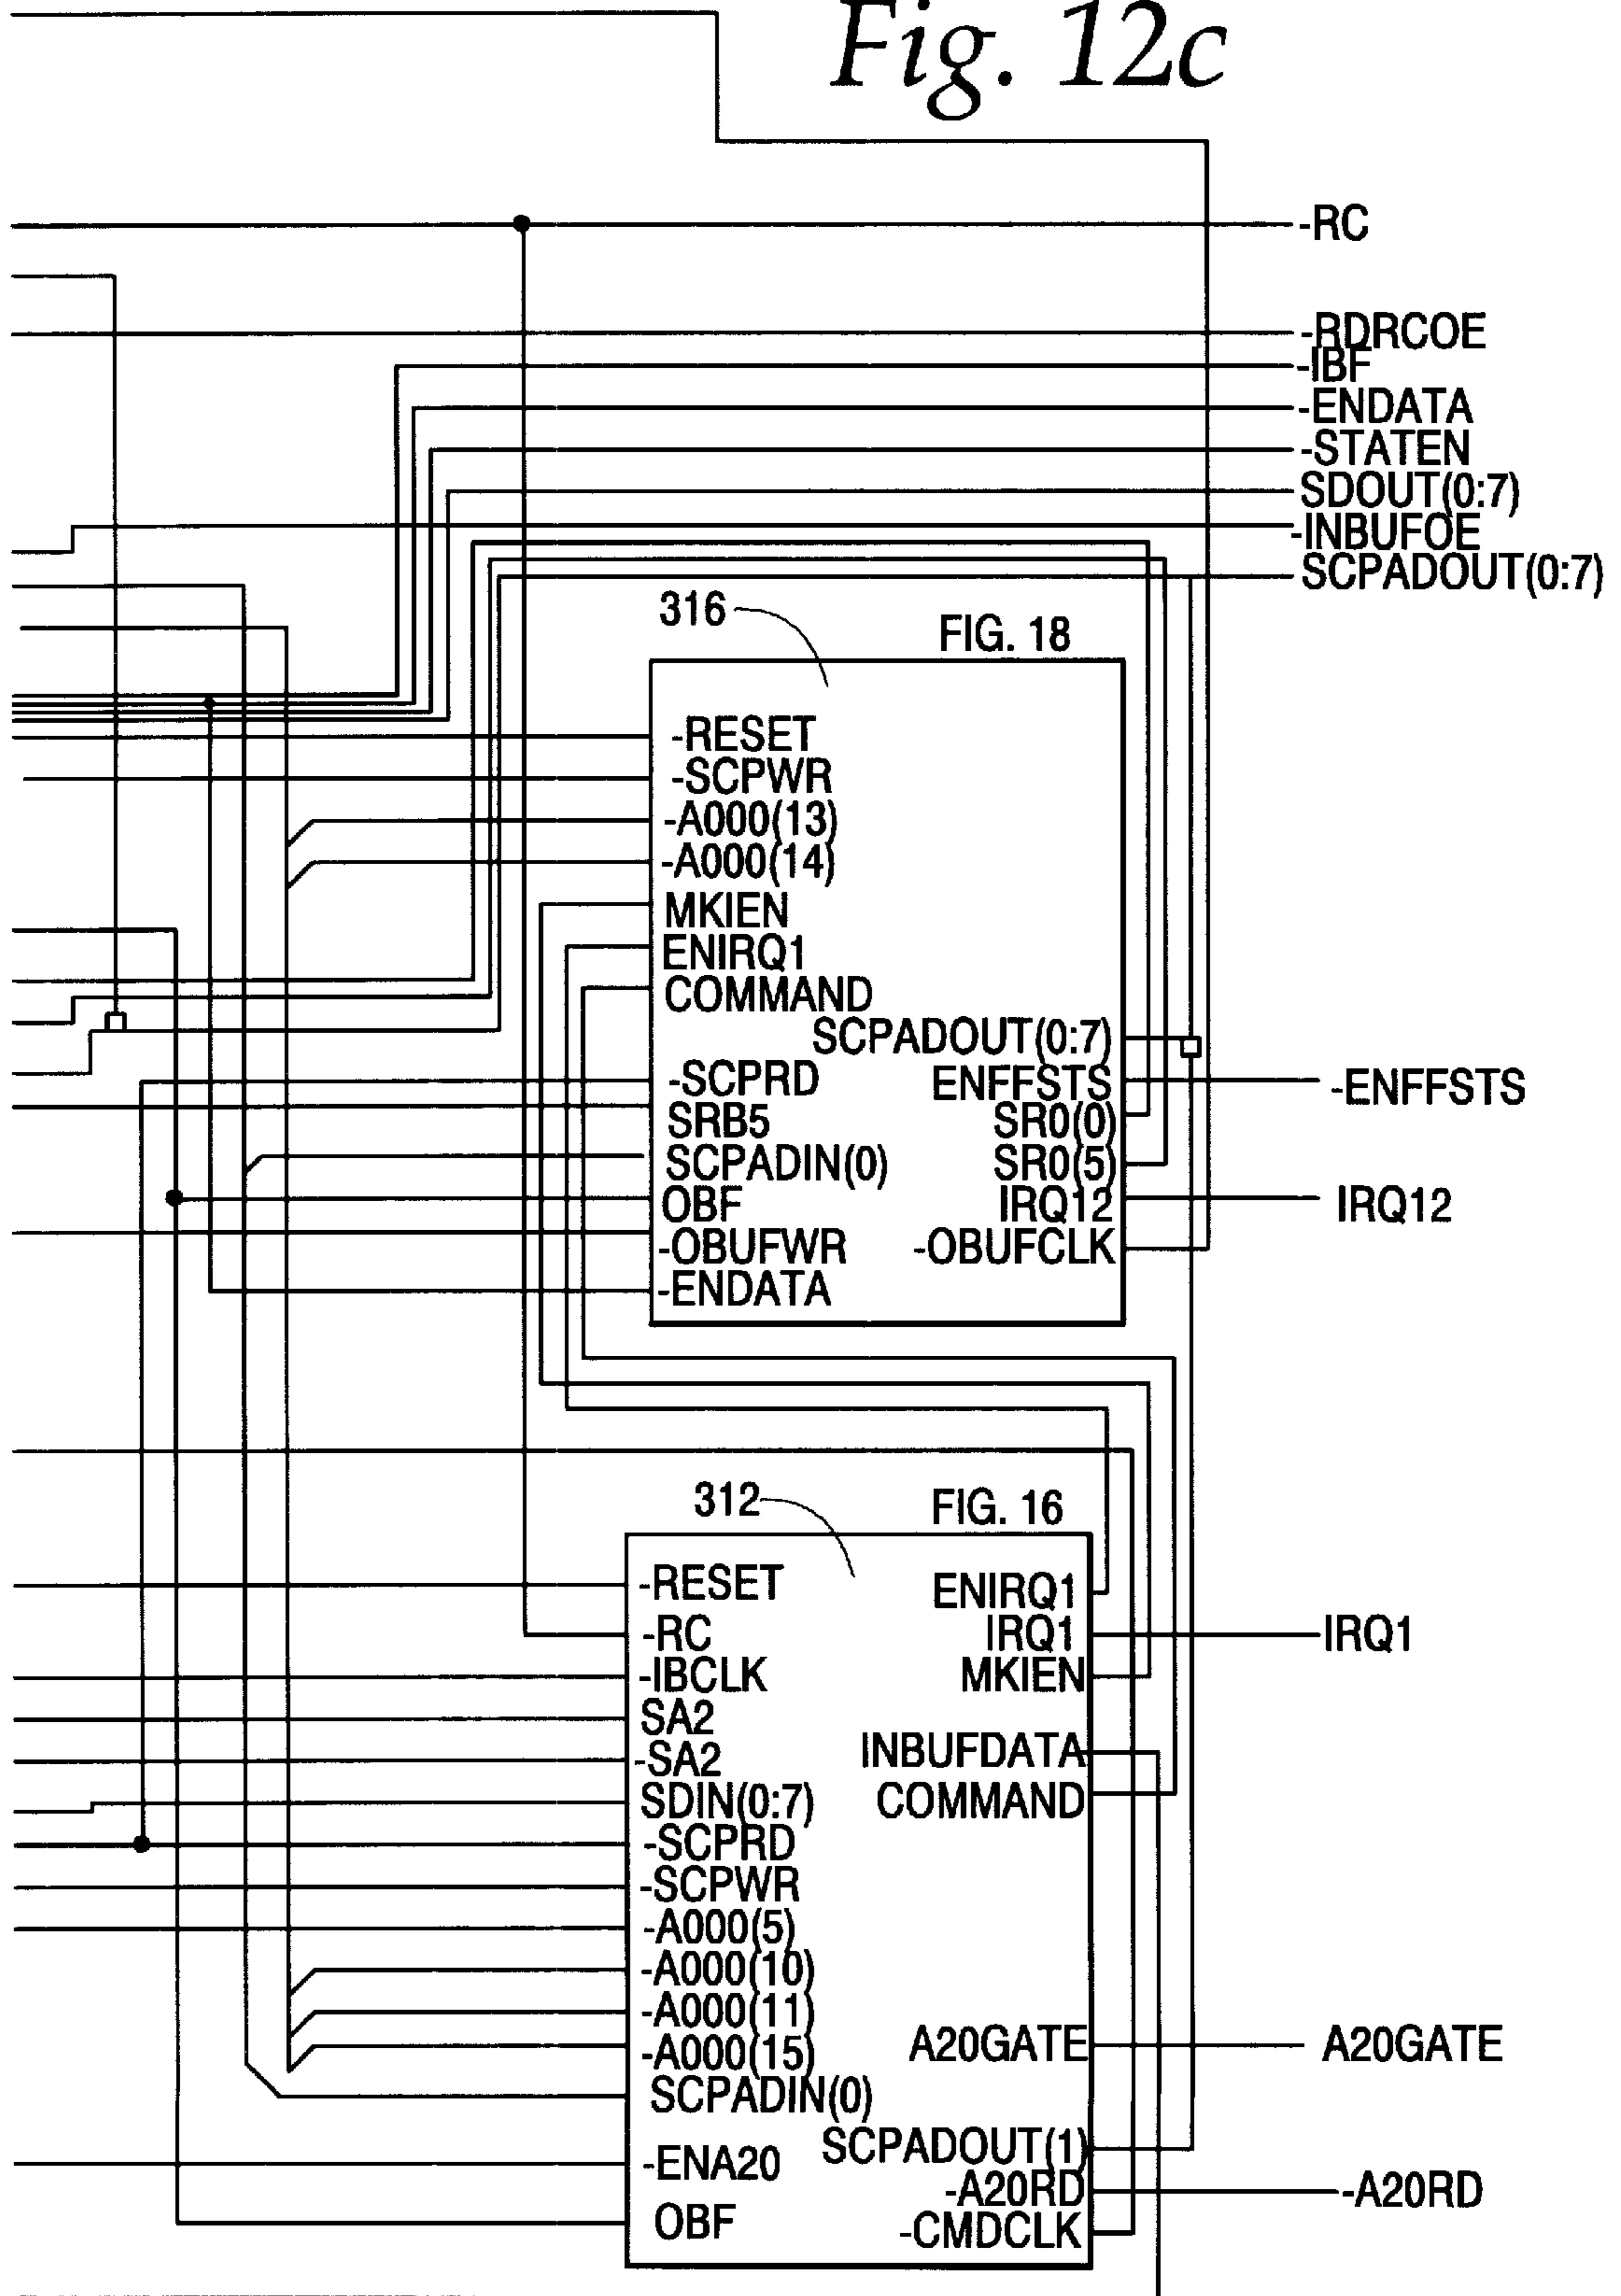 Fig. 12c
-RC
-RDRCOE
-IBF
-ENDATA
-STATEN
SDOUT(0:7)
-INBUFOE
SCPADOUT(0:7)
316
FIG. 18
-RESET
-SCPWR
-A000(13)
-A000(14)
MKIEN
ENIRQ1
COMMAND
SCPADOUT(0:7)
-SCPRD
ENFFSTS
-ENFFSTS
SRB5
SR0(0)
SCPADIN(0)
SR0(5)
OBF
IRQ12
IRQ12
-OBUFWR
-OBUFCLK
-ENDATA
312
FIG. 16
-RESET
ENIRQ1
-RC
IRQ1
IRQ1
-IBCLK
MKIEN
SA2
-SA2
INBUFDATA
SDIN(0:7)
COMMAND
-SCPRD
-SCPWR
-A000(5)
-A000(10)
-A000(11)
-A000(15)
A20GATE
A20GATE
SCPADIN(0)
SCPADOUT(1)
-ENA20
-A20RD
-A20RD
OBF
-CMDCLK